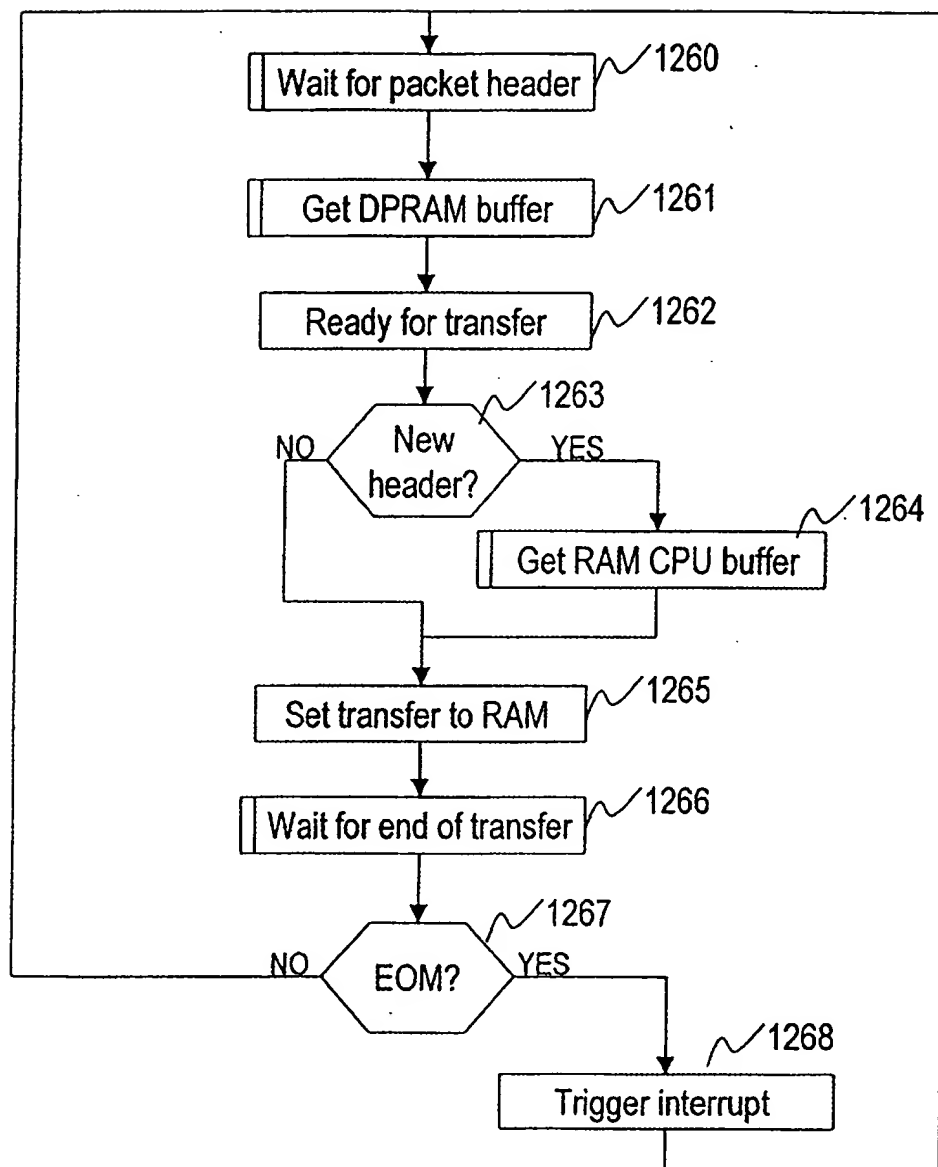 1260
Wait for packet header
Get DPRAM buffer
1261
Ready for transfer
1262
1263
NO
New
header?
YES
1264
Get RAM CPU buffer
Set transfer to RAM
1265
Wait for end of transfer
1266
1267
NO
EOM?
YES
1268
Trigger interrupt